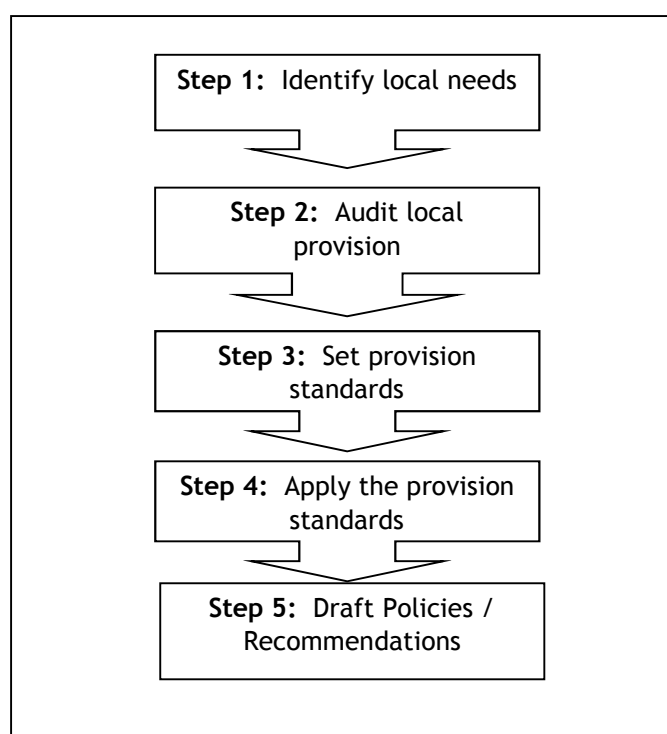 Step 1: Identify local needs
Step 2: Audit local
provision
Step 3: Set provision
standards
Step 4: Apply the provision
standards
Step 5: Draft Policies /
Recommendations